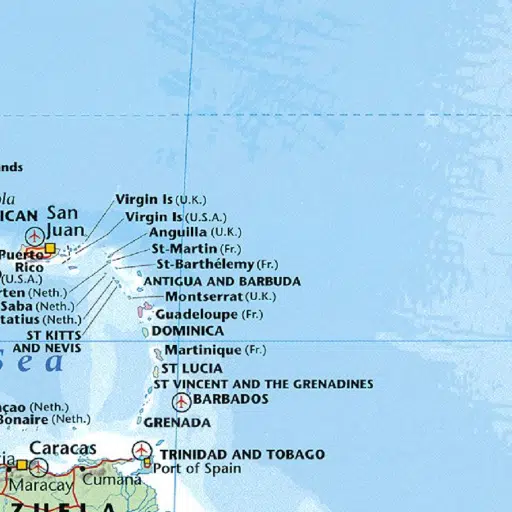 nds
ola
Virgin Is (U.K.)
ICAN
San
Juan
Virgin Is (U.S.A.)
Anguilla (U.K.)
St-Martin (Fr.)
Puerto
Rico
St-Barthélemy (Fr.)
(U.S.A.)
ANTIGUA AND BARBUDA
rten (Neth.)
Montserrat (U.K.)
Saba (Neth.)
Guadeloupe (Fr.)
tatius (Neth.)
ST KITTS
AND NEVIS
DOMINICA
Sea
Martinique (Fr.)
ST LUCIA
ST VINCENT AND THE GRENADINES
BARBADOS
çao (Neth.)
Bonaire (Neth.)
GRENADA
Caracas
TRINIDAD AND TOBAGO
ia
Port of Spain
Maracay
Cumaná
ZUELA